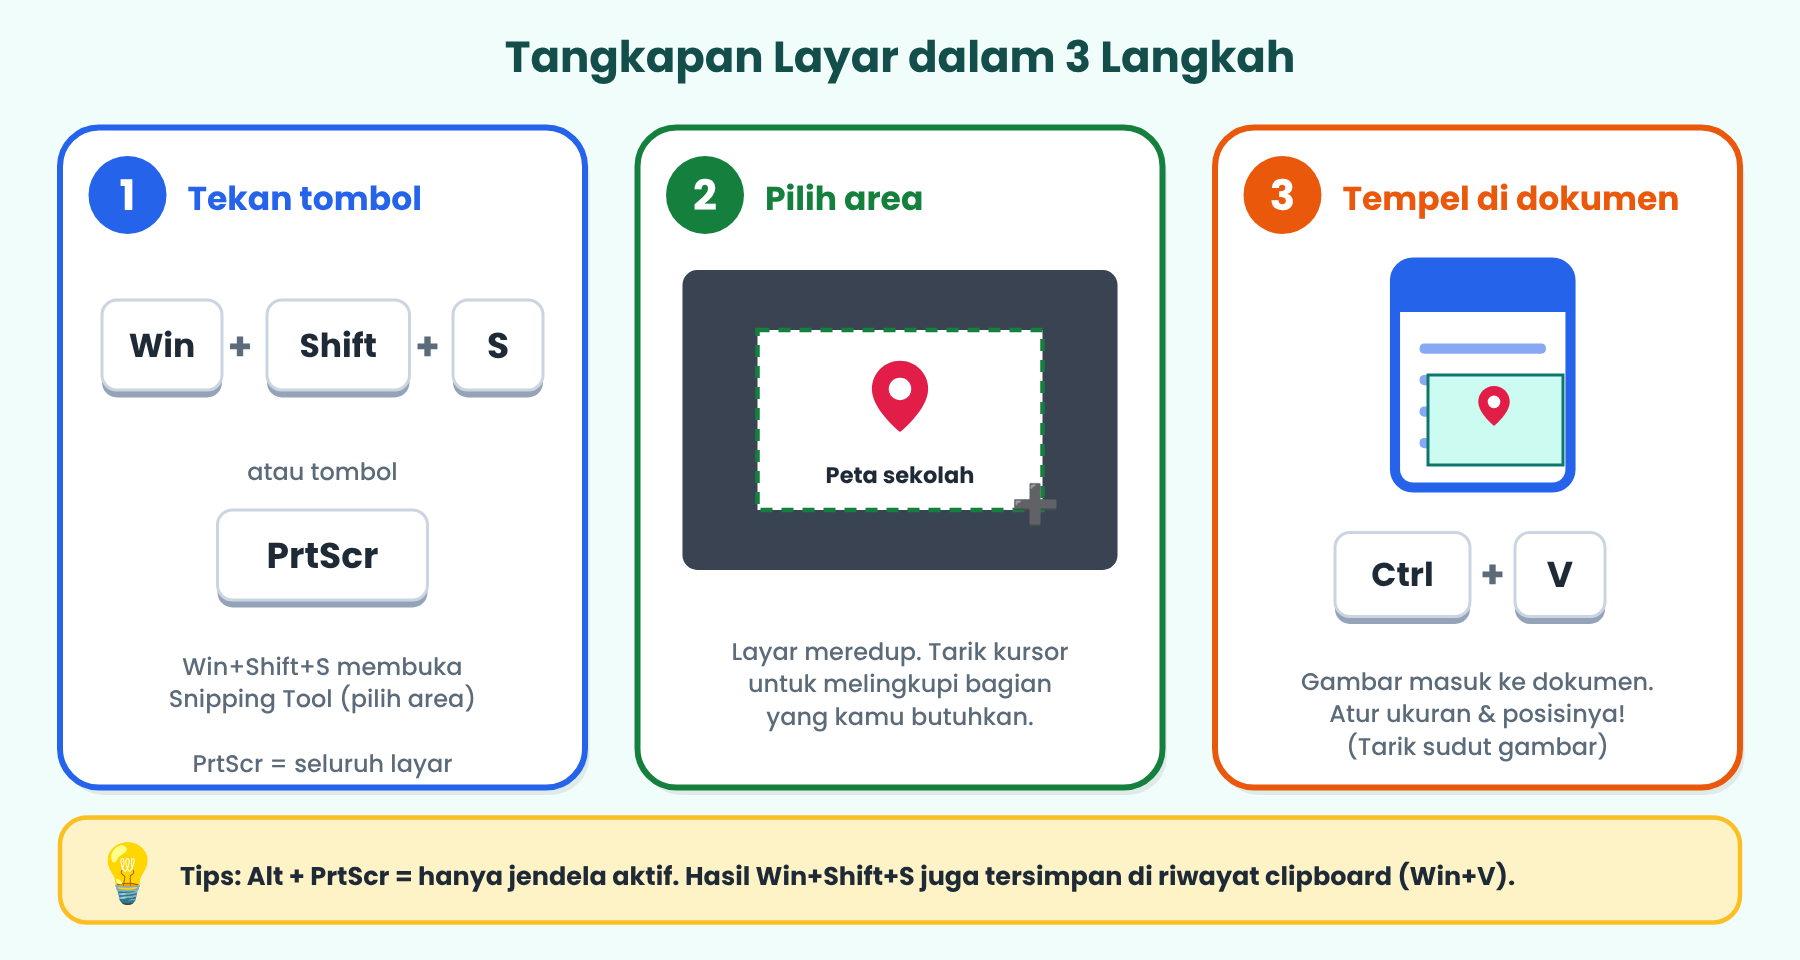 Tangkapan Layar dalam 3 Langkah
1 Tekan tombol
Win + Shift + S
atau tombol
PrtScr
Win+Shift+S membuka
Snipping Tool (pilih area)
PrtScr = seluruh layar
2 Pilih area
Peta sekolah
Layar meredup. Tarik kursor
untuk melingkupi bagian
yang kamu butuhkan.
3 Tempel di dokumen
Ctrl + V
Gambar masuk ke dokumen.
Atur ukuran & posisinya!
(Tarik sudut gambar)
Tips: Alt + PrtScr = hanya jendela aktif. Hasil Win+Shift+S juga tersimpan di riwayat clipboard (Win+V).